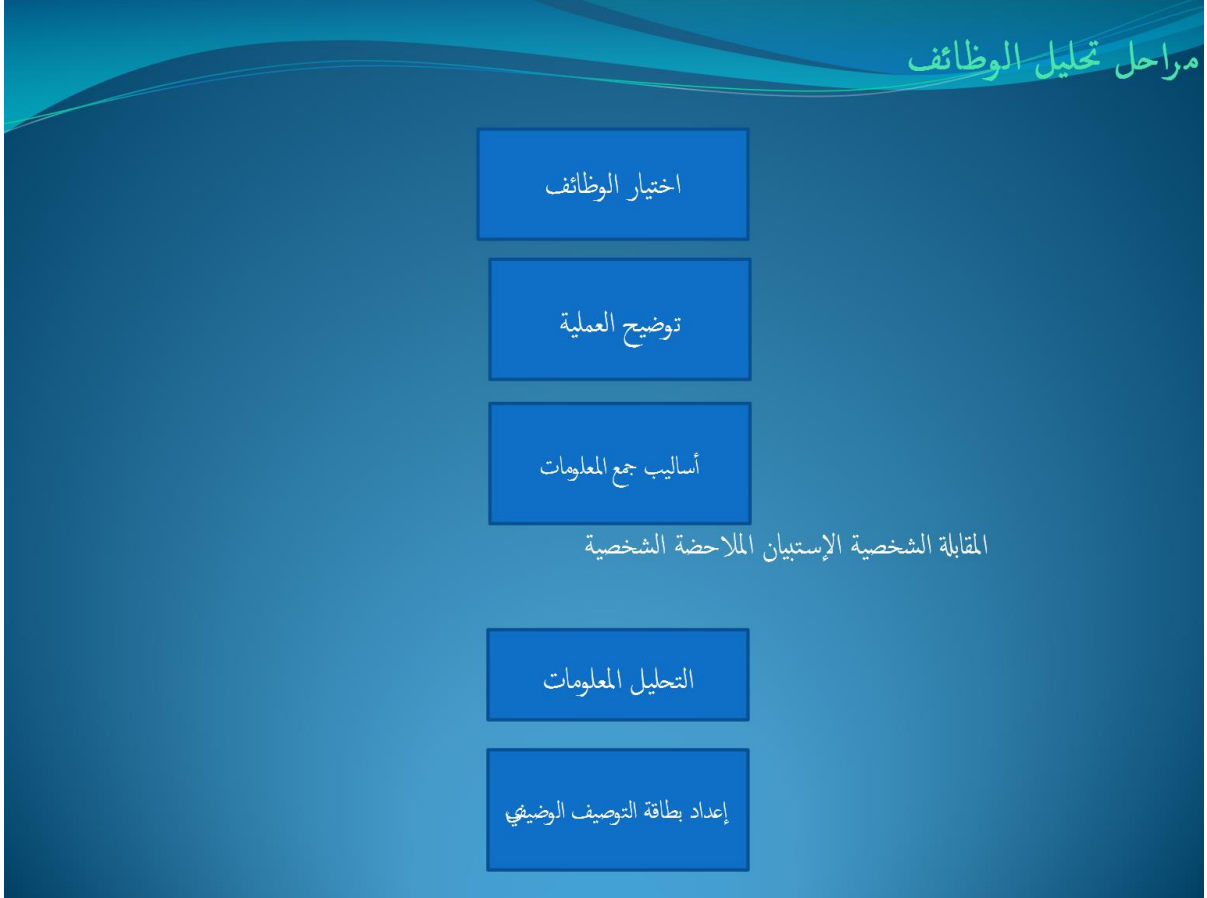 مراحل تحليل الوظائف
اختيار الوظائف
توضيح العملية
أساليب جمع المعلومات
المقابلة الشخصية الإستبيان الملاحضة الشخصية
التحليل المعلومات
إعداد بطاقة التوصيف الوضيفي